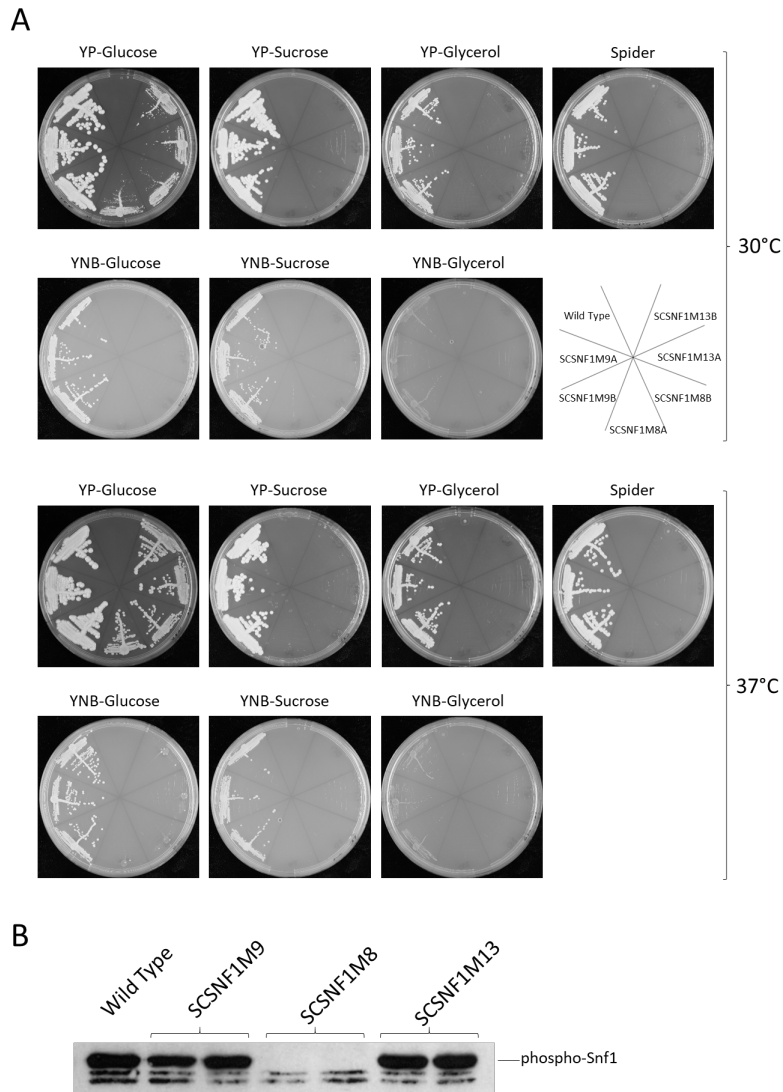 A
YP-Glucose YP-Sucrose YP-Glycerol Spider
30°C
YNB-Glucose YNB-Sucrose YNB-Glycerol
Wild Type SCSNF1M13B
SCSNF1M9A SCSNF1M13A
SCSNF1M9B SCSNF1M8B
SCSNF1M8A
YP-Glucose YP-Sucrose YP-Glycerol Spider
37°C
YNB-Glucose YNB-Sucrose YNB-Glycerol
B
Wild Type SCSNF1M9 SCSNF1M8 SCSNF1M13
phospho-Snf1